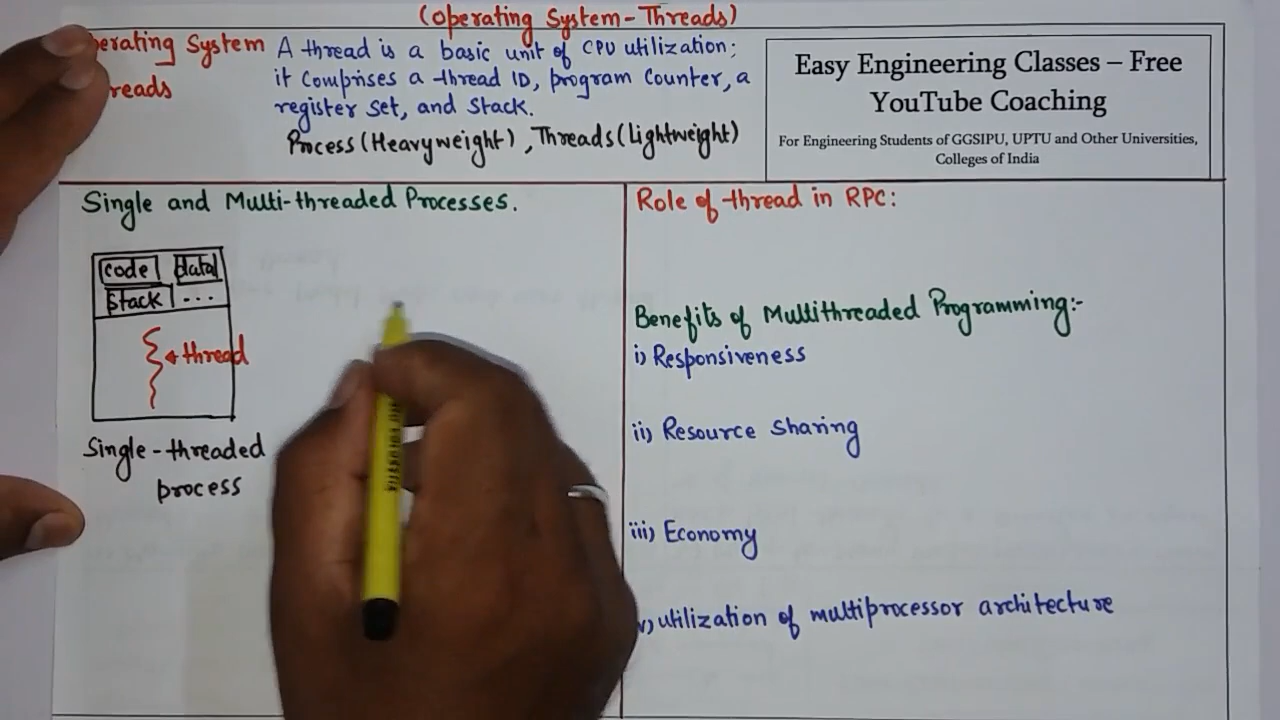 (Operating System-Threads)
erating System
reads
A thread is a basic unit of CPU utilization;
it comprises a thread ID, program counter, a
register set, and stack.
Process(Heavyweight), Threads(Lightweight)
Easy Engineering Classes – Free
YouTube Coaching
For Engineering Students of GGSIPU, UPTU and Other Universities,
Colleges of India
Single and Multi-threaded Processes.
code data
stack ...
thread
Single-threaded
process
Role of thread in RPC:
Benefits of Multithreaded Programming:-
i) Responsiveness
ii) Resource Sharing
iii) Economy
v) utilization of multiprocessor architecture